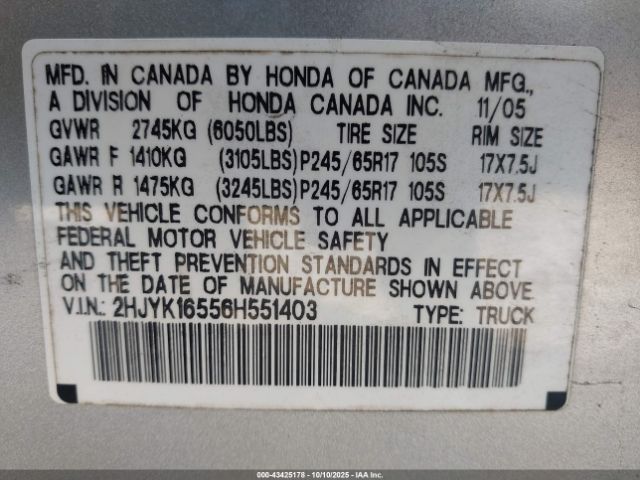 MFD. IN CANADA BY HONDA OF CANADA MFG.,
A DIVISION OF HONDA CANADA INC. 11/05
GVWR 2745KG (6050LBS) TIRE SIZE RIM SIZE
GAWR F 1410KG (3105LBS) P245/65R17 105S 17X7.5J
GAWR R 1475KG (3245LBS) P245/65R17 105S 17X7.5J
THIS VEHICLE CONFORMS TO ALL APPLICABLE
FEDERAL MOTOR VEHICLE SAFETY
AND THEFT PREVENTION STANDARDS IN EFFECT
ON THE DATE OF MANUFACTURE SHOWN ABOVE
V.I.N.: 2HJYK16556H551403 TYPE: TRUCK
000-43425178 - 10/10/2025 - IAAI Inc.